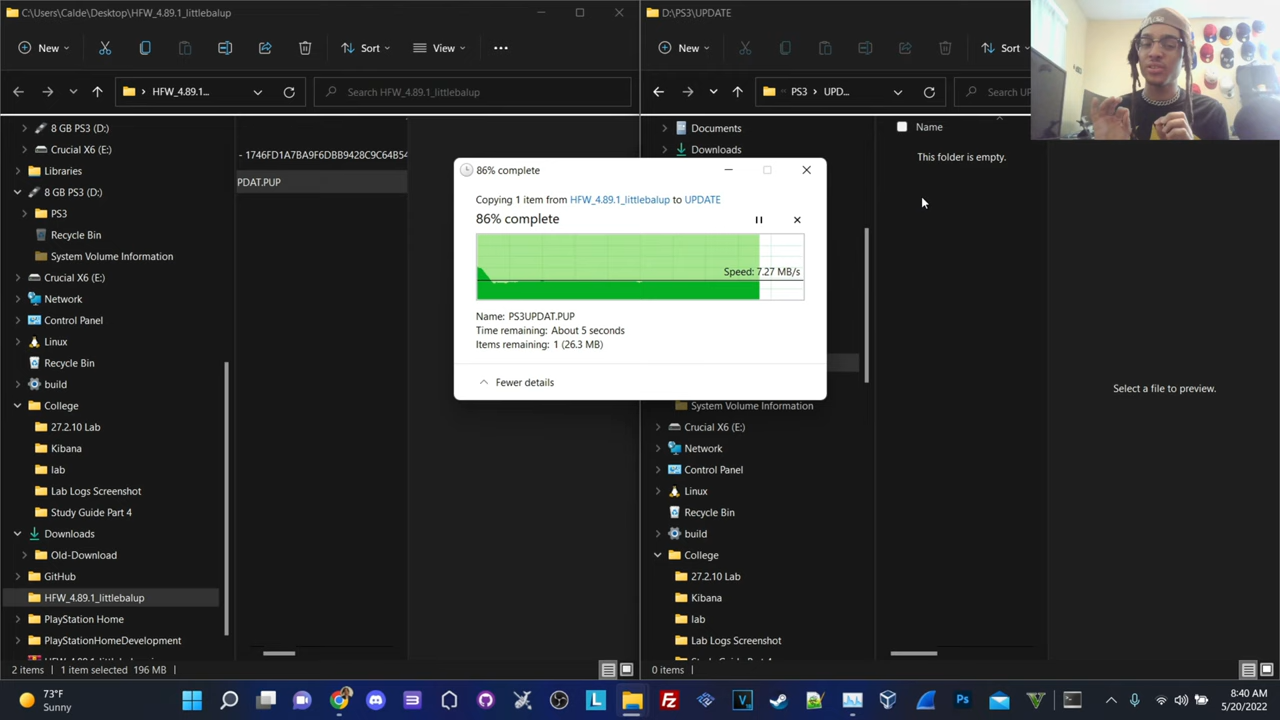 C:\Users\Calde\Desktop\HFW_4.89.1_littlebalup
New
Sort
View
HFW_4.89.1...
Search HFW_4.89.1_littlebalup
8 GB PS3 (D:)
Crucial X6 (E:)
Libraries
8 GB PS3 (D:)
PS3
Recycle Bin
System Volume Information
Crucial X6 (E:)
Network
Control Panel
Linux
Recycle Bin
build
College
27.2.10 Lab
Kibana
lab
Lab Logs Screenshot
Study Guide Part 4
Downloads
Old-Download
GitHub
HFW_4.89.1_littlebalup
PlayStation Home
PlayStationHomeDevelopment
- 1746FD1A7BA9F6DBB9428C9C64B54
PDAT.PUP
2 items
1 item selected 196 MB
86% complete
Copying 1 item from HFW_4.89.1_littlebalup to UPDATE
86% complete
Speed: 7.27 MB/s
Name: PS3UPDAT.PUP
Time remaining: About 5 seconds
Items remaining: 1 (26.3 MB)
Fewer details
D:\PS3\UPDATE
New
Sort
PS3 › UPD...
Search UP
Documents
Downloads
Name
This folder is empty.
Select a file to preview.
System Volume Information
Crucial X6 (E:)
Network
Control Panel
Linux
Recycle Bin
build
College
27.2.10 Lab
Kibana
lab
Lab Logs Screenshot
0 items
73°F
Sunny
8:40 AM
5/20/2022